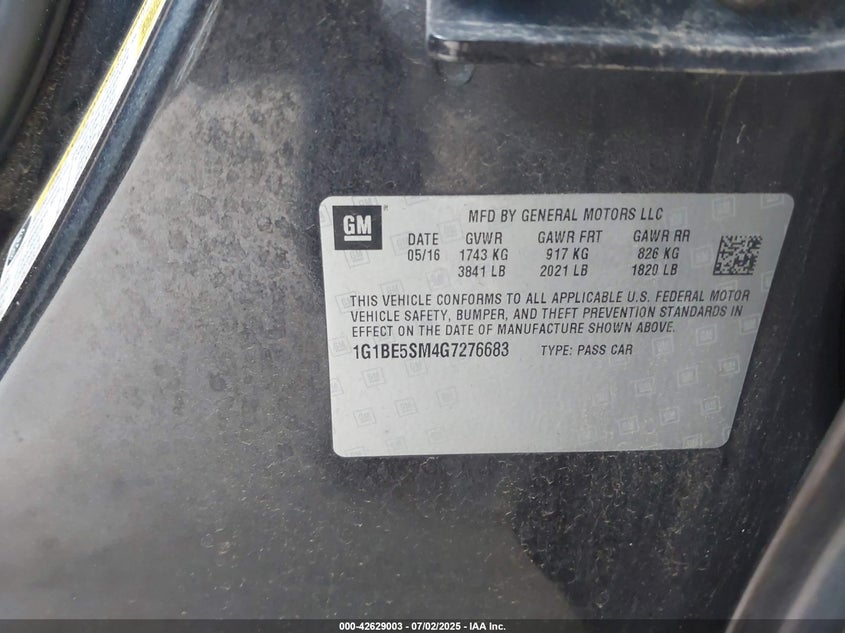 GM
MFD BY GENERAL MOTORS LLC
DATE GVWR GAWR FRT GAWR RR
05/16 1743 KG 917 KG 826 KG
3841 LB 2021 LB 1820 LB
THIS VEHICLE CONFORMS TO ALL APPLICABLE U.S. FEDERAL MOTOR
VEHICLE SAFETY, BUMPER, AND THEFT PREVENTION STANDARDS IN
EFFECT ON THE DATE OF MANUFACTURE SHOWN ABOVE.
1G1BE5SM4G7276683 TYPE: PASS CAR
000-42629003 - 07/02/2025 - IAA Inc.